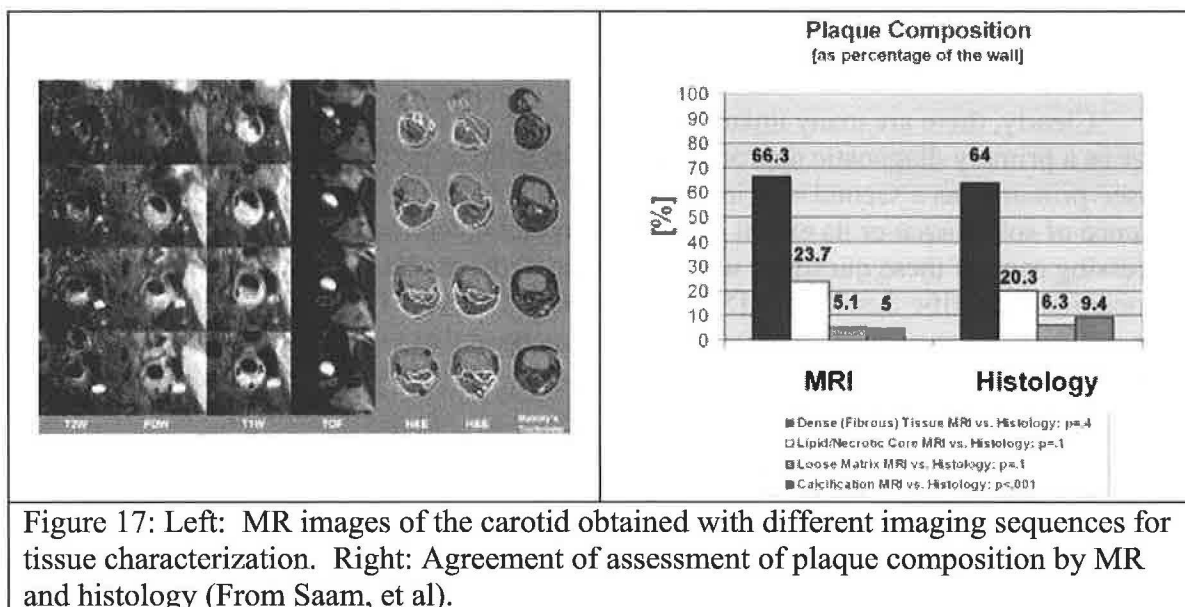 T2W PDW T1W TOF H&E H&E Trichrome
Plaque Composition
[as percentage of the wall]
100
90
80
70
60
50
40
30
20
10
0
[%]
66.3
23.7
5.1
5
64
20.3
6.3
9.4
MRI
Histology
Dense (Fibrous) Tissue MRI vs. Histology: p=.4
Lipid/Necrotic Core MRI vs. Histology: p=.1
Loose Matrix MRI vs. Histology: p=.1
Calcification MRI vs. Histology: p<.001
Figure 17: Left: MR images of the carotid obtained with different imaging sequences for
tissue characterization. Right: Agreement of assessment of plaque composition by MR
and histology (From Saam, et al).